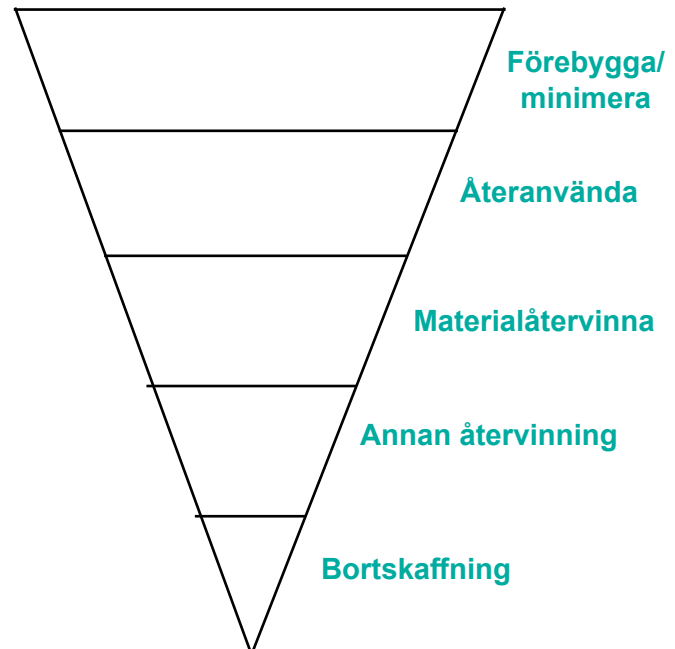 Förebygga/
minimera
Återanvända
Materialåtervinna
Annan återvinning
Bortskaffning